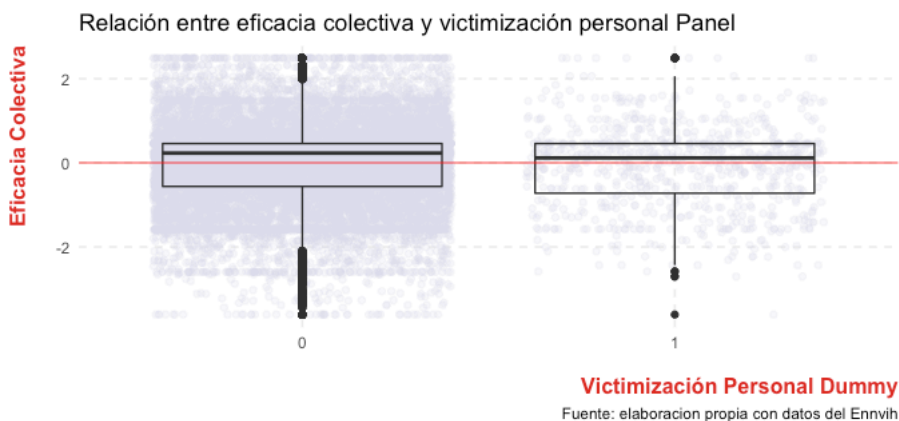 Relación entre eficacia colectiva y victimización personal Panel
Eficacia Colectiva
2
0
-2
0
1
Victimización Personal Dummy
Fuente: elaboracion propia con datos del Ennvih